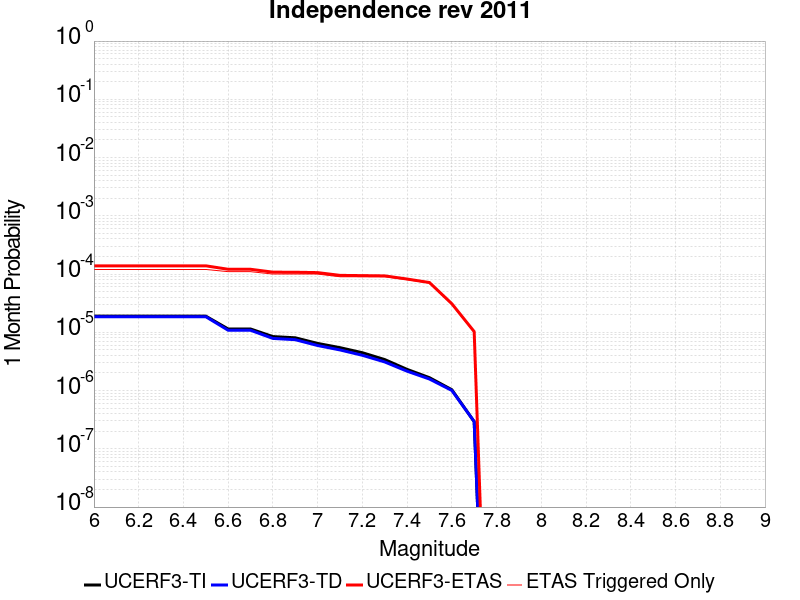 Independence rev 2011
10^0
10^-1
10^-2
10^-3
10^-4
10^-5
10^-6
10^-7
10^-8
1 Month Probability
6 6.2 6.4 6.6 6.8 7 7.2 7.4 7.6 7.8 8 8.2 8.4 8.6 8.8 9
Magnitude
UCERF3-TI UCERF3-TD UCERF3-ETAS ETAS Triggered Only